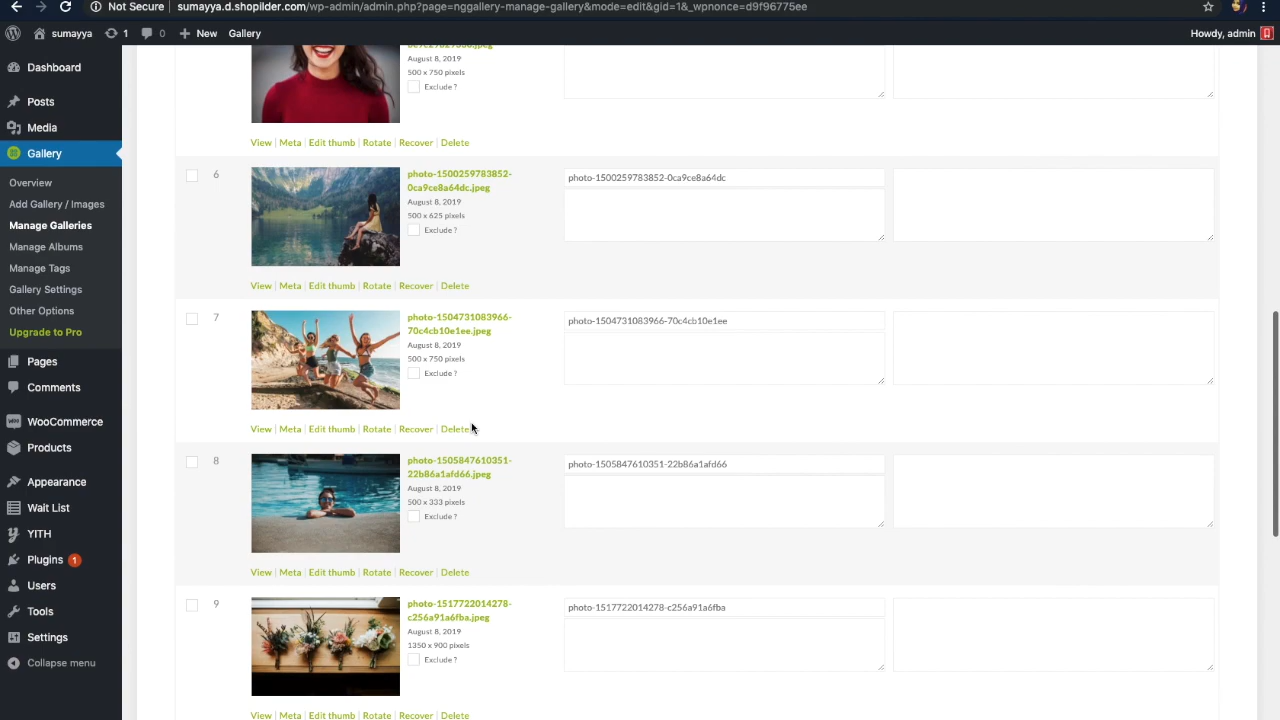 Not Secure
sumayya.shopnsailor.com/wp-admin/admin.php?page=nggallery-manage-gallery&mode=edit&gid=1&_wpnonce=d9f96775ee
1
0
New
Gallery
Howdy, admin
Posts
Media
Gallery
Overview
Add Gallery / Images
Manage Galleries
Manage Albums
Gallery Settings
Other Options
Upgrade to Pro
Pages
Comments
WooCommerce
Products
Appearance
Wait List
YITH
Plugins 1
Users
Tools
Settings
Collapse menu
August 8, 2019
500 x 750 pixels
Exclude ?
View | Meta | Edit thumb | Rotate | Recover | Delete
6
photo-1500259783852-
0ca9ce8a64dc.jpeg
August 8, 2019
500 x 625 pixels
Exclude ?
photo-1500259783852-0ca9ce8a64dc
View | Meta | Edit thumb | Rotate | Recover | Delete
7
photo-1504731083966-
70c4cb10e1ee.jpeg
August 8, 2019
500 x 750 pixels
Exclude ?
photo-1504731083966-70c4cb10e1ee
View | Meta | Edit thumb | Rotate | Recover | Delete
8
photo-1505847610351-
22b86a1afd66.jpeg
August 8, 2019
500 x 333 pixels
Exclude ?
photo-1505847610351-22b86a1afd66
View | Meta | Edit thumb | Rotate | Recover | Delete
9
photo-1517722014278-
c256a91a6fba.jpeg
August 8, 2019
1350 x 900 pixels
Exclude ?
photo-1517722014278-c256a91a6fba
View | Meta | Edit thumb | Rotate | Recover | Delete